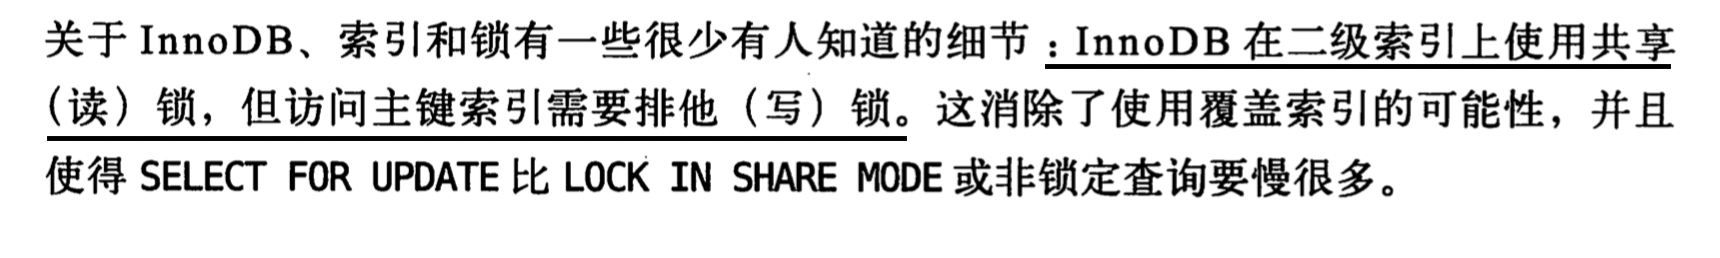 关于 InnoDB、索引和锁有一些很少有人知道的细节：InnoDB 在二级索引上使用共享
（读）锁，但访问主键索引需要排他（写）锁。这消除了使用覆盖索引的可能性，并且
使得 SELECT FOR UPDATE 比 LOCK IN SHARE MODE 或非锁定查询要慢很多。